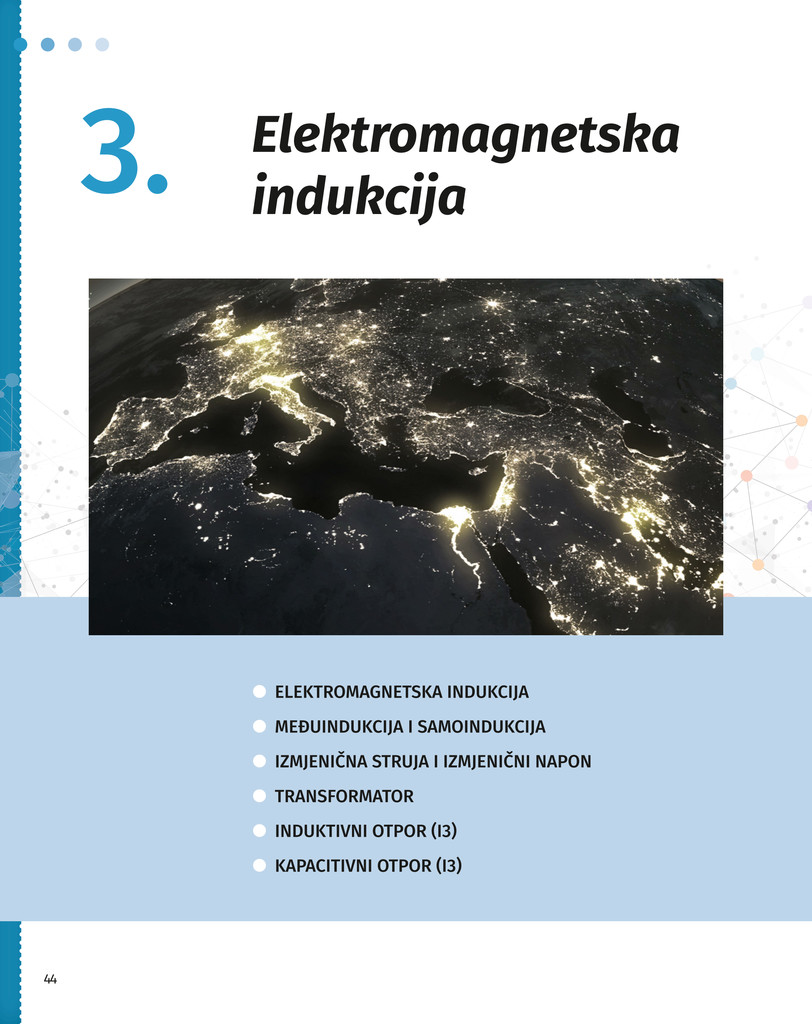 3.
Elektromagnetska
indukcija
ELEKTROMAGNETSKA INDUKCIJA
MEĐUINDUKCIJA I SAMOINDUKCIJA
IZMJENIČNA STRUJA I IZMJENIČNI NAPON
TRANSFORMATOR
INDUKTIVNI OTPOR (I3)
KAPACITIVNI OTPOR (I3)
44